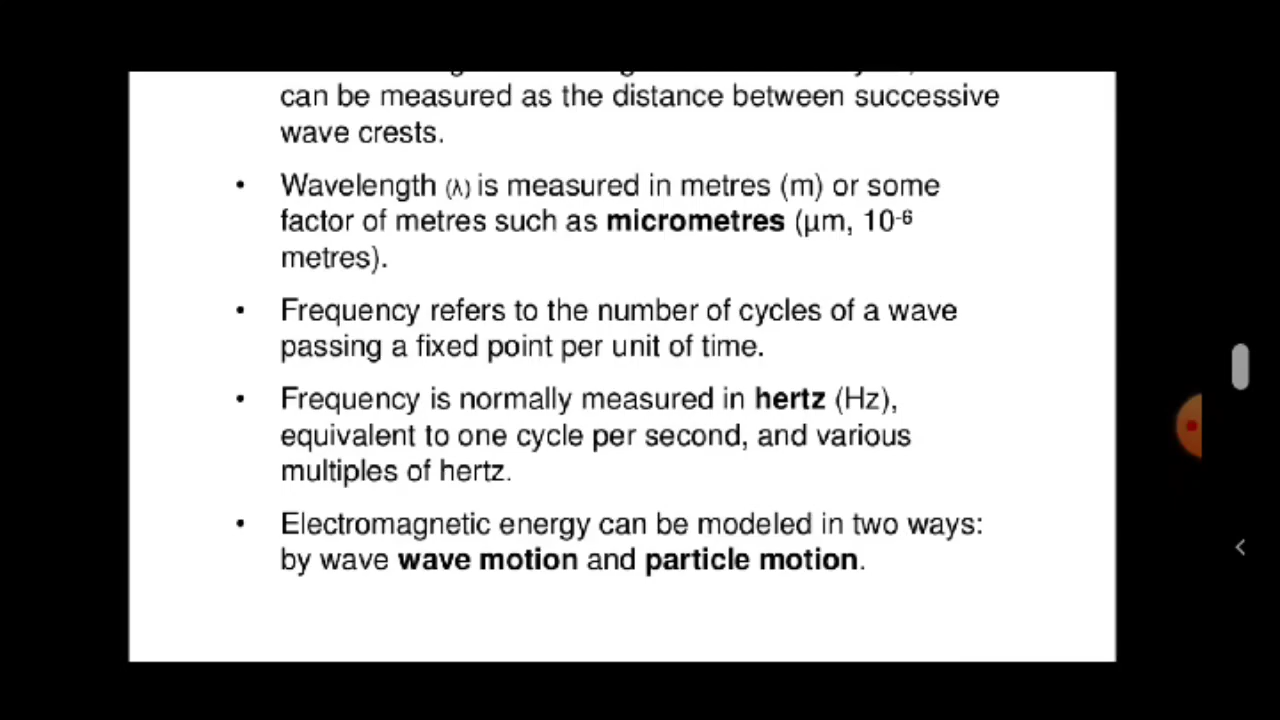 can be measured as the distance between successive
wave crests.
• Wavelength (λ) is measured in metres (m) or some
factor of metres such as micrometres (μm, 10⁻⁶
metres).
• Frequency refers to the number of cycles of a wave
passing a fixed point per unit of time.
• Frequency is normally measured in hertz (Hz),
equivalent to one cycle per second, and various
multiples of hertz.
• Electromagnetic energy can be modeled in two ways:
by wave wave motion and particle motion.